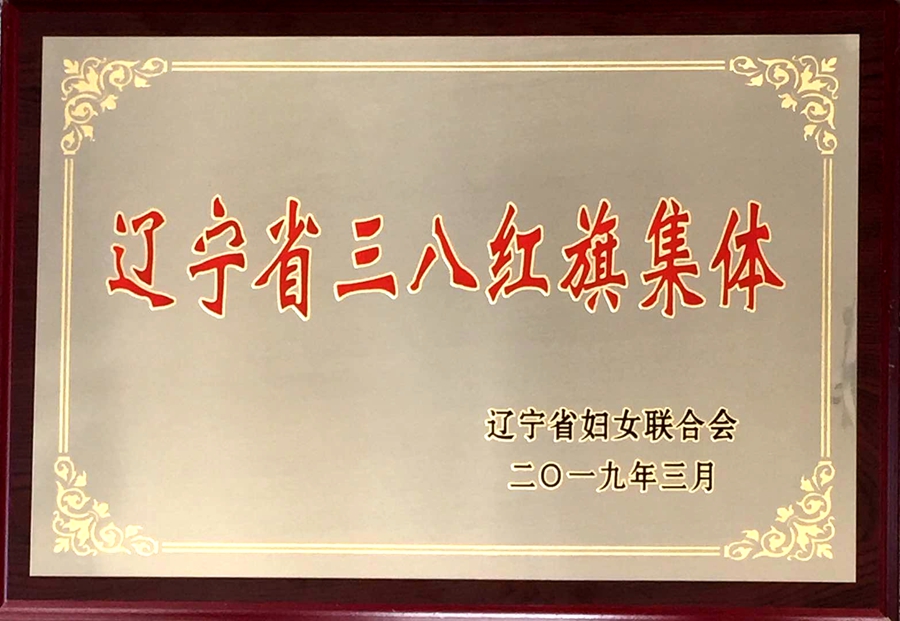 辽宁省三八红旗集体
辽宁省妇女联合会
二〇一九年三月